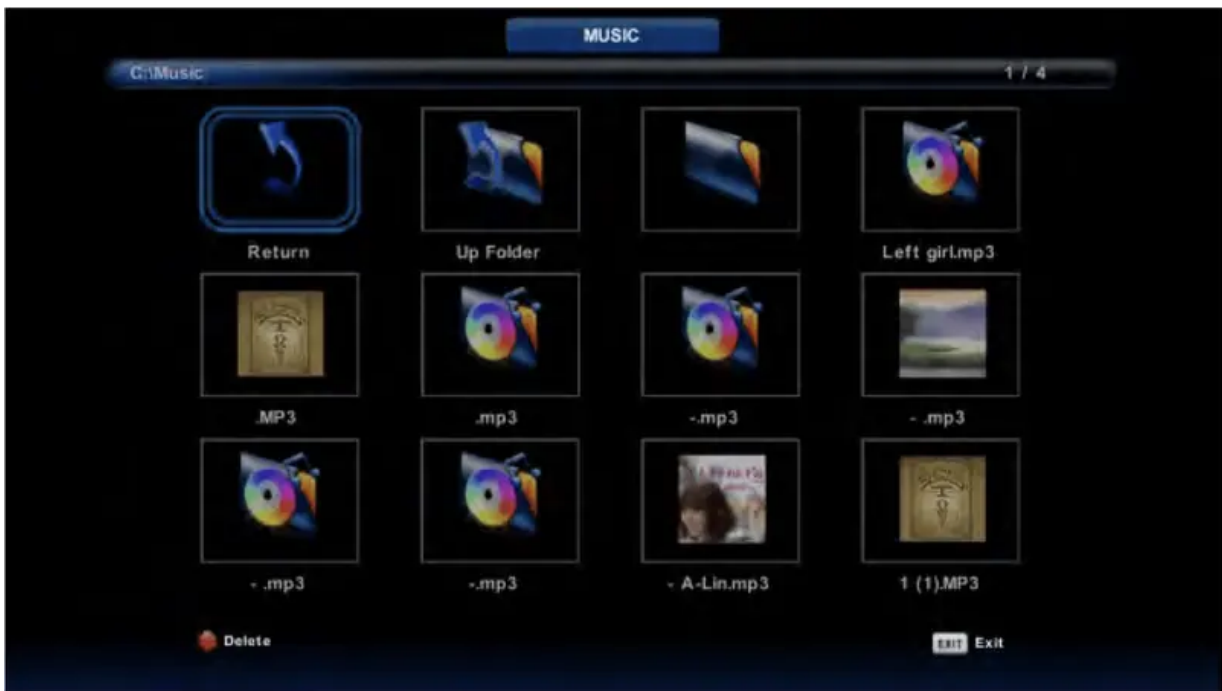 MUSIC
C:\Music 1 / 4
Return Up Folder Left girl.mp3
.MP3 .mp3 -.mp3 - .mp3
- .mp3 -.mp3 - A-Lin.mp3 1 (1).MP3
Delete EXIT Exit